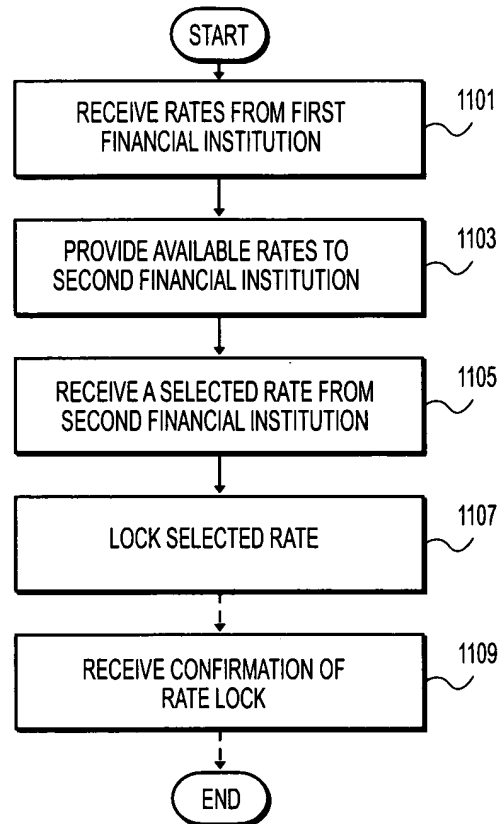 START
RECEIVE RATES FROM FIRST
FINANCIAL INSTITUTION
1101
PROVIDE AVAILABLE RATES TO
SECOND FINANCIAL INSTITUTION
1103
RECEIVE A SELECTED RATE FROM
SECOND FINANCIAL INSTITUTION
1105
LOCK SELECTED RATE
1107
RECEIVE CONFIRMATION OF
RATE LOCK
1109
END